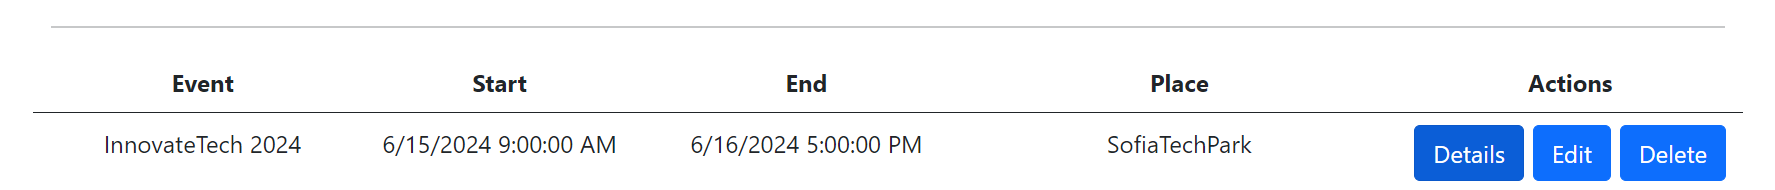 Event Start End Place Actions
InnovateTech 2024 6/15/2024 9:00:00 AM 6/16/2024 5:00:00 PM SofiaTechPark Details Edit Delete